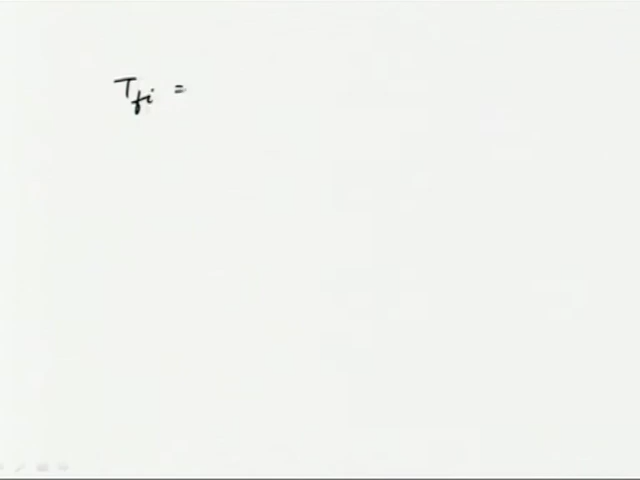 T_fi =